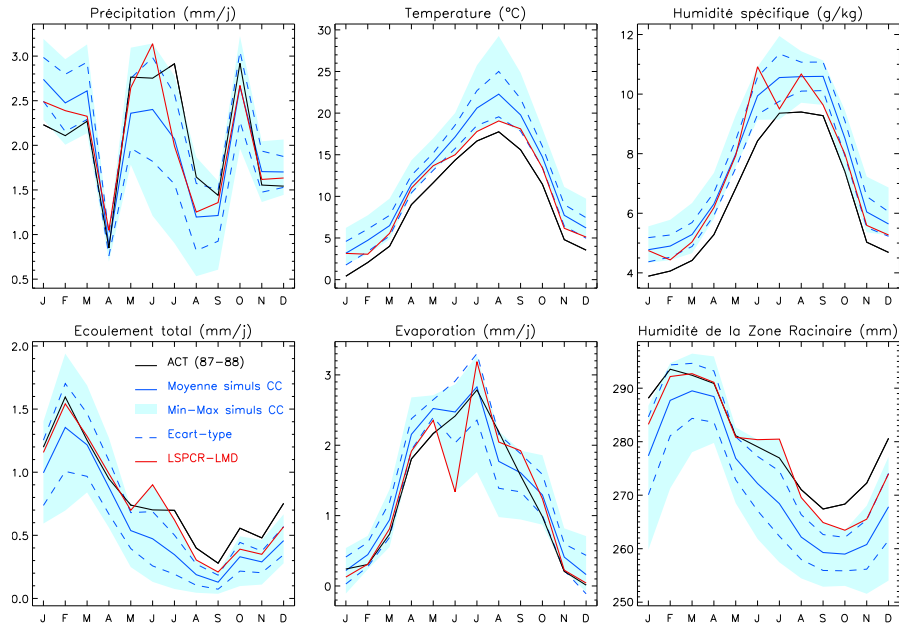 Précipitation (mm/j)
3.0
2.5
2.0
1.5
1.0
0.5
J F M A M J J A S O N D
Temperature (°C)
30
25
20
15
10
5
0
J F M A M J J A S O N D
Humidité spécifique (g/kg)
12
10
8
6
4
J F M A M J J A S O N D
Ecoulement total (mm/j)
2.0
1.5
1.0
0.5
0.0
ACT (87-88)
Moyenne simuls CC
Min-Max simuls CC
Ecart-type
LSPCR-LMD
J F M A M J J A S O N D
Evaporation (mm/j)
3
2
1
0
J F M A M J J A S O N D
Humidité de la Zone Racinaire (mm)
290
280
270
260
250
J F M A M J J A S O N D